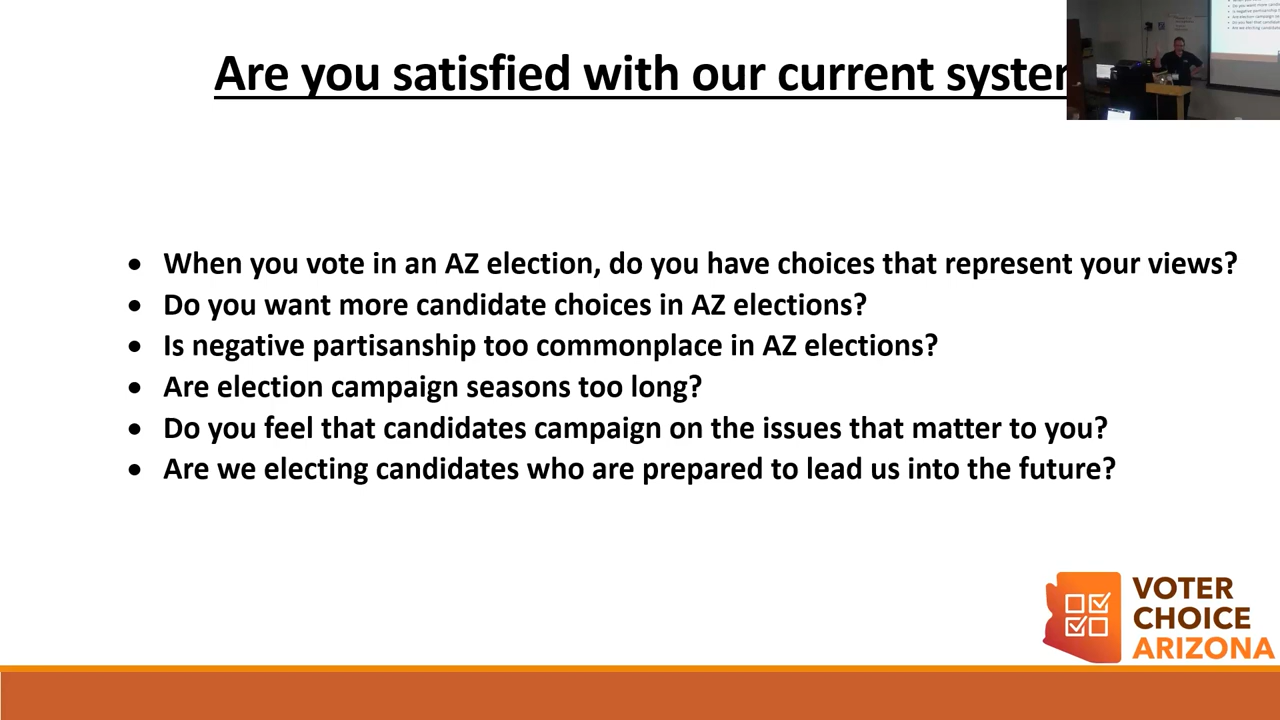 Are you satisfied with our current syste
• When you vote in an AZ election, do you have choices that represent your views?
• Do you want more candidate choices in AZ elections?
• Is negative partisanship too commonplace in AZ elections?
• Are election campaign seasons too long?
• Do you feel that candidates campaign on the issues that matter to you?
• Are we electing candidates who are prepared to lead us into the future?
VOTER
CHOICE
ARIZONA